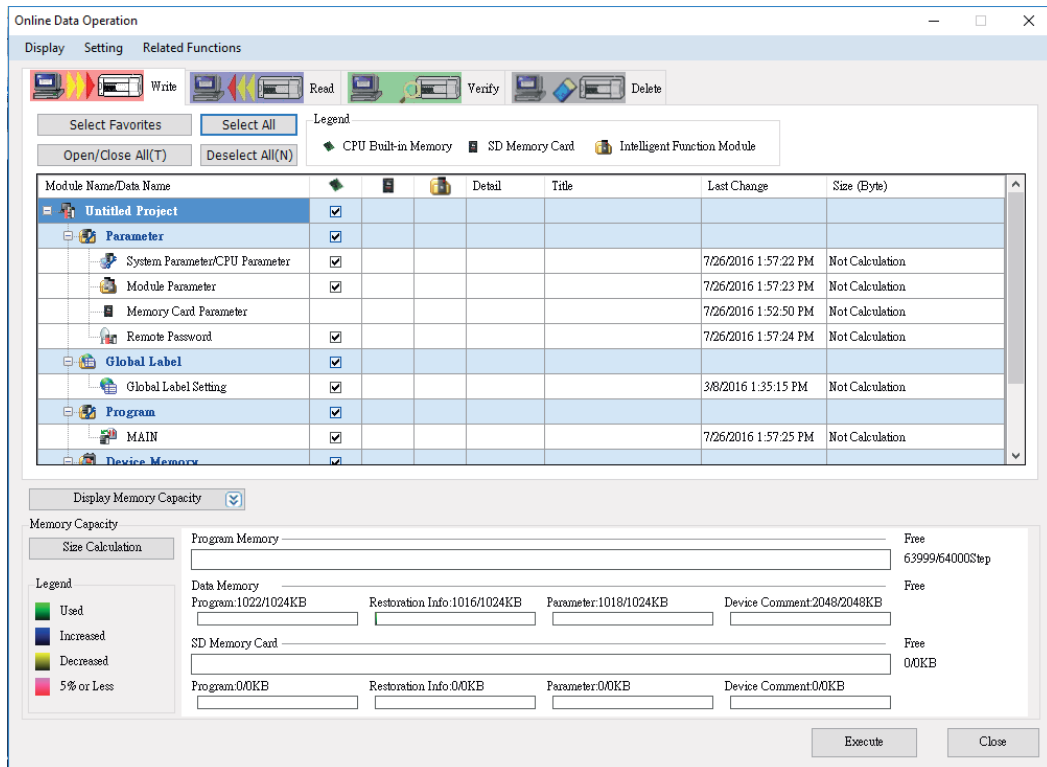 Online Data Operation
Display Setting Related Functions
Write Read Verify Delete
Select Favorites Select All Legend
CPU Built-in Memory SD Memory Card Intelligent Function Module
Open/Close All(T) Deselect All(N)
Module Name/Data Name Detail Title Last Change Size (Byte)
Untitled Project
Parameter
System Parameter/CPU Parameter 7/26/2016 1:57:22 PM Not Calculation
Module Parameter 7/26/2016 1:57:23 PM Not Calculation
Memory Card Parameter 7/26/2016 1:52:50 PM Not Calculation
Remote Password 7/26/2016 1:57:24 PM Not Calculation
Global Label
Global Label Setting 3/8/2016 1:35:15 PM Not Calculation
Program
MAIN 7/26/2016 1:57:25 PM Not Calculation
Device Memory
Display Memory Capacity
Memory Capacity
Size Calculation
Program Memory Free
63999/64000Step
Legend
Used
Increased
Decreased
5% or Less
Data Memory Free
Program:1022/1024KB Restoration Info:1016/1024KB Parameter:1018/1024KB Device Comment:2048/2048KB
SD Memory Card Free
0/0KB
Program:0/0KB Restoration Info:0/0KB Parameter:0/0KB Device Comment:0/0KB
Execute Close